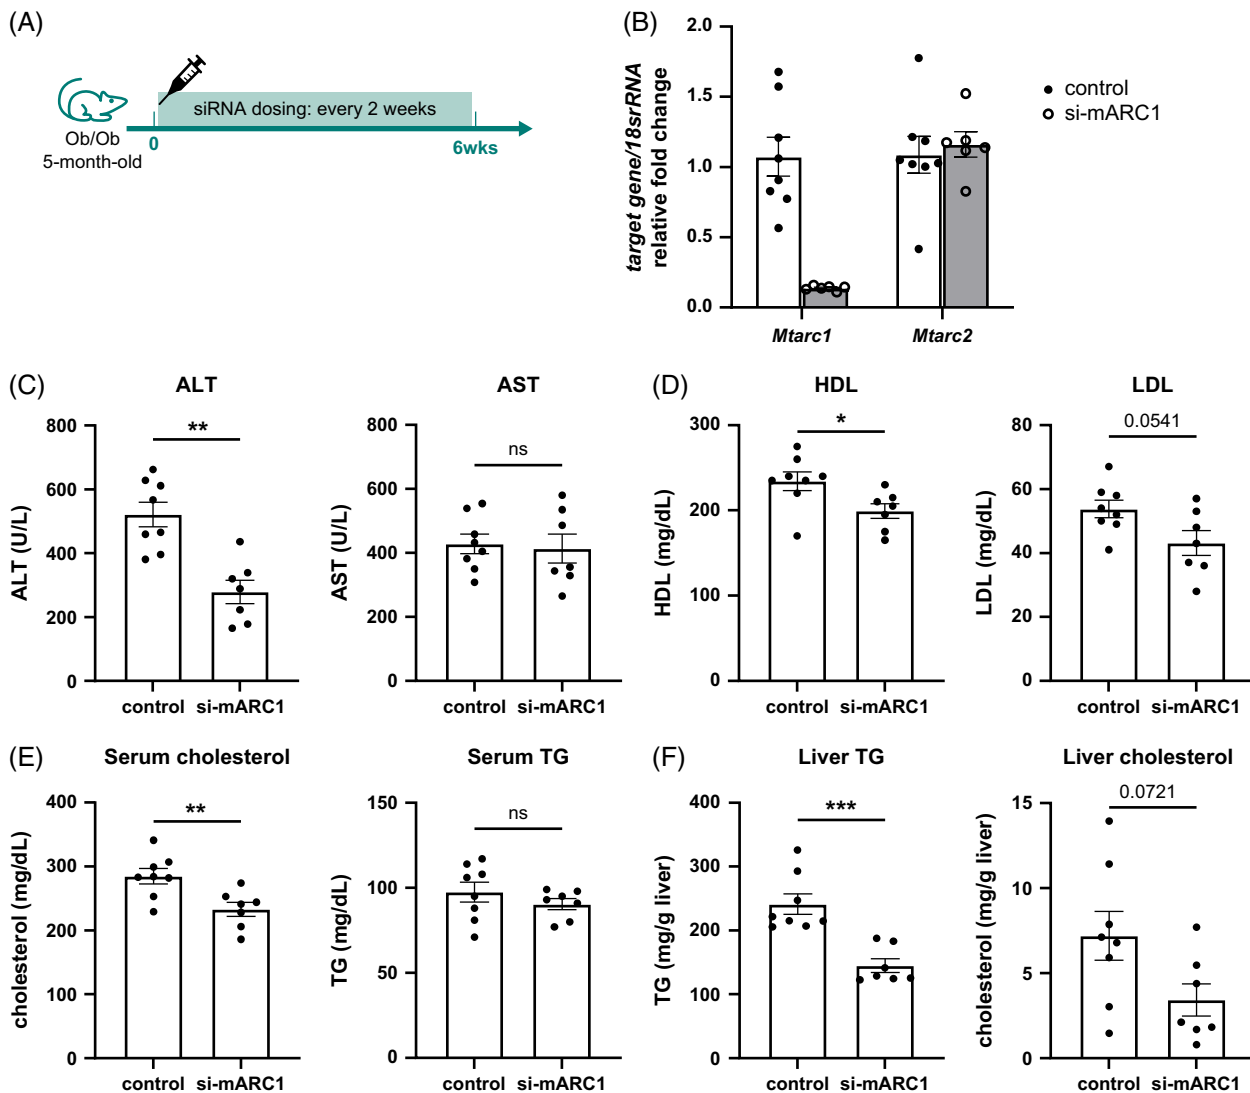 (A)
siRNA dosing: every 2 weeks
Ob/Ob
5-month-old
0
6wks
(B)
target gene/18srRNA
relative fold change
2.0
1.5
1.0
0.5
0.0
Mtarc1
Mtarc2
control
si-mARC1
(C)
ALT
ALT (U/L)
800
600
400
200
0
**
control
si-mARC1
AST
AST (U/L)
800
600
400
200
0
ns
control
si-mARC1
(D)
HDL
HDL (mg/dL)
300
200
100
0
*
control
si-mARC1
LDL
LDL (mg/dL)
80
60
40
20
0
0.0541
control
si-mARC1
(E)
Serum cholesterol
cholesterol (mg/dL)
400
300
200
100
0
**
control
si-mARC1
Serum TG
TG (mg/dL)
150
100
50
0
ns
control
si-mARC1
(F)
Liver TG
TG (mg/g liver)
400
300
200
100
0
***
control
si-mARC1
Liver cholesterol
cholesterol (mg/g liver)
15
10
5
0
0.0721
control
si-mARC1